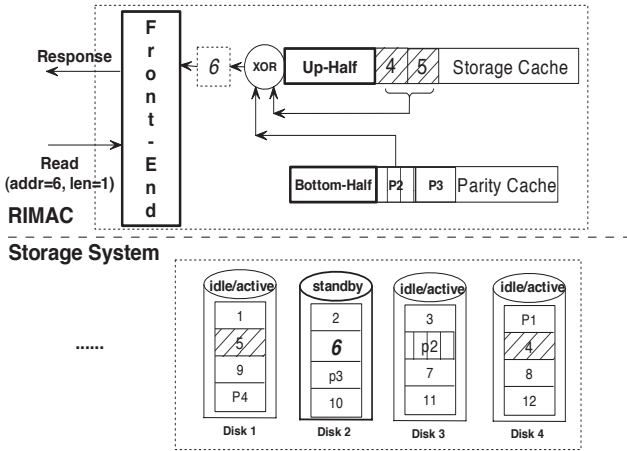 Front-End
Response
6
XOR
Up-Half
4
5
Storage Cache
Read
(addr=6, len=1)
Bottom-Half
P2
P3
Parity Cache
RIMAC
Storage System
......
idle/active
standby
idle/active
idle/active
1
2
3
P1
5
6
p2
4
9
p3
7
8
P4
10
11
12
Disk 1
Disk 2
Disk 3
Disk 4